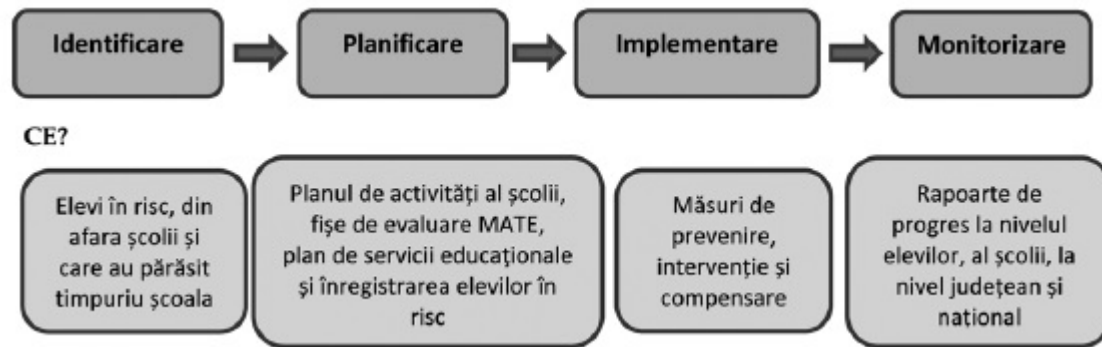 Identificare
Planificare
Implementare
Monitorizare
CE?
Elevi în risc, din
afara școlii și
care au părăsit
timpuriu școala
Planul de activități al școlii,
fișe de evaluare MATE,
plan de servicii educaționale
și înregistrarea elevilor în
risc
Măsuri de
prevenire,
intervenție și
compensare
Rapoarte de
progres la nivelul
elevilor, al școlii, la
nivel județean și
național